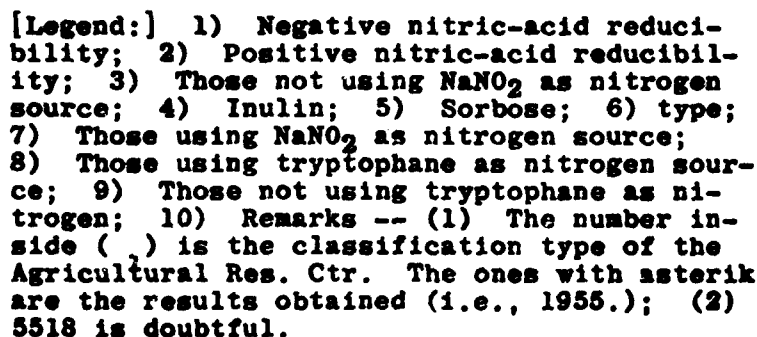 [Legend:] 1) Negative nitric-acid reduci-
bility; 2) Positive nitric-acid reducibil-
ity; 3) Those not using NaNO2 as nitrogen
source; 4) Inulin; 5) Sorbose; 6) type;
7) Those using NaNO2 as nitrogen source;
8) Those using tryptophane as nitrogen sour-
ce; 9) Those not using tryptophane as ni-
trogen; 10) Remarks -- (1) The number in-
side ( ) is the classification type of the
Agricultural Res. Ctr. The ones with asterik
are the results obtained (i.e., 1955.); (2)
5518 is doubtful.